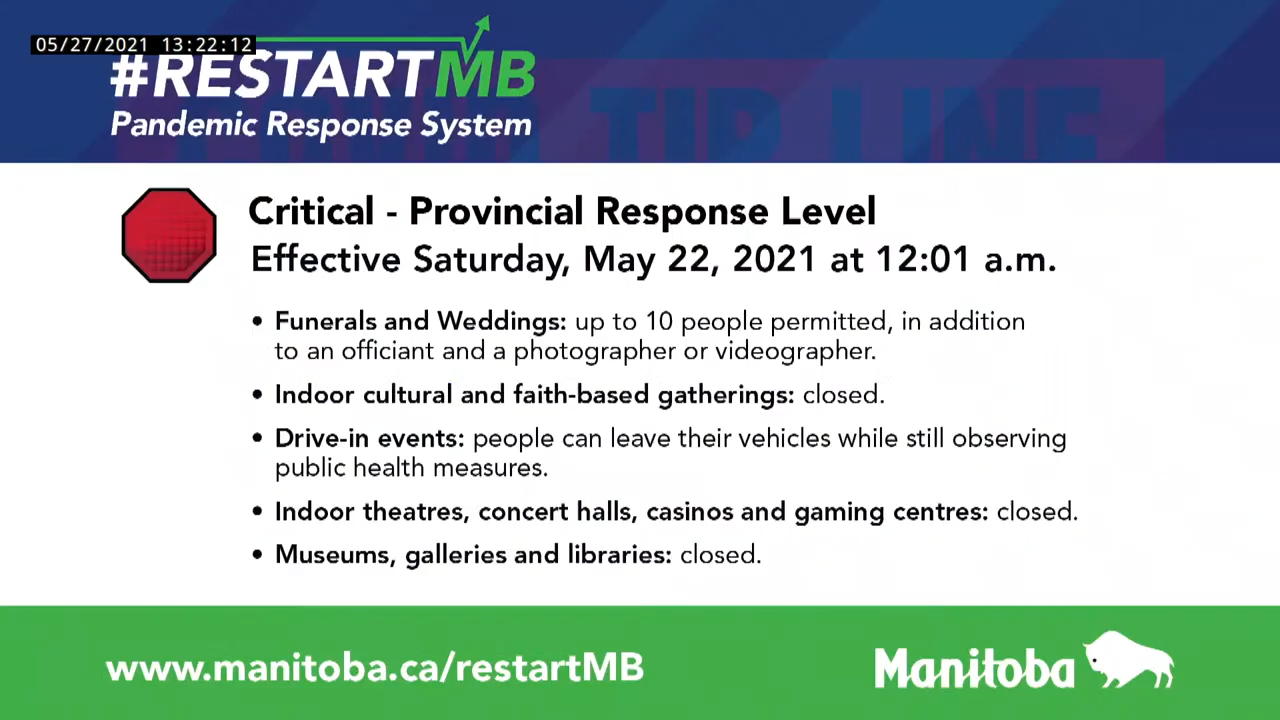 05/27/2021 13:22:12
#RESTARTMB
TIP LINE
Pandemic Response System
Critical - Provincial Response Level
Effective Saturday, May 22, 2021 at 12:01 a.m.
• Funerals and Weddings: up to 10 people permitted, in addition
to an officiant and a photographer or videographer.
• Indoor cultural and faith-based gatherings: closed.
• Drive-in events: people can leave their vehicles while still observing
public health measures.
• Indoor theatres, concert halls, casinos and gaming centres: closed.
• Museums, galleries and libraries: closed.
www.manitoba.ca/restartMB
Manitoba